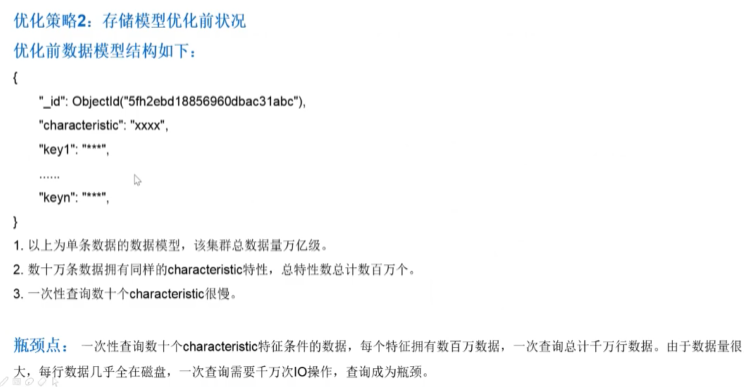 优化策略2：存储模型优化前状况
优化前数据模型结构如下：
{
"_id": ObjectId("5fh2ebd18856960dbac31abc"),
"characteristic": "xxxx",
"key1": "***",
......
"keyn": "***",
}
1. 以上为单条数据的数据模型，该集群总数据量万亿级。
2. 数十万条数据拥有同样的characteristic特性，总特性数总计数百万个。
3. 一次性查询数十个characteristic很慢。
瓶颈点： 一次性查询数十个characteristic特征条件的数据，每个特征拥有数百万数据，一次查询总计千万行数据。由于数据量很
大，每行数据几乎全在磁盘，一次查询需要千万次IO操作，查询成为瓶颈。